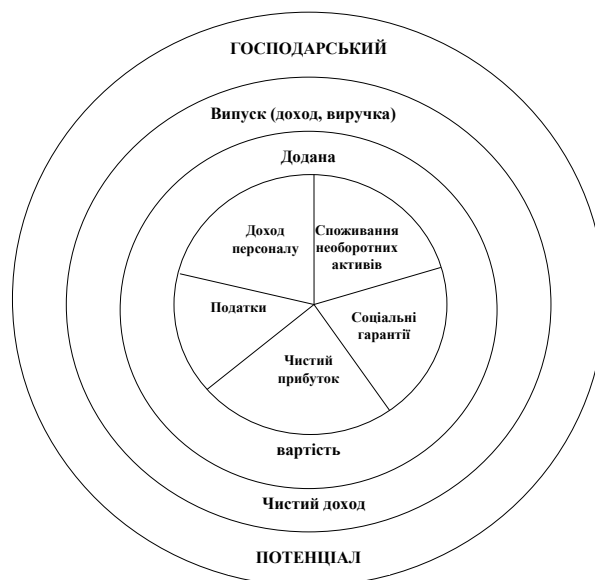 ГОСПОДАРСЬКИЙ
Випуск (доход, виручка)
Додана
Доход
персоналу
Споживання
необоротних
активів
Податки
Соціальні
гарантії
Чистий
прибуток
вартість
Чистий доход
ПОТЕНЦІАЛ